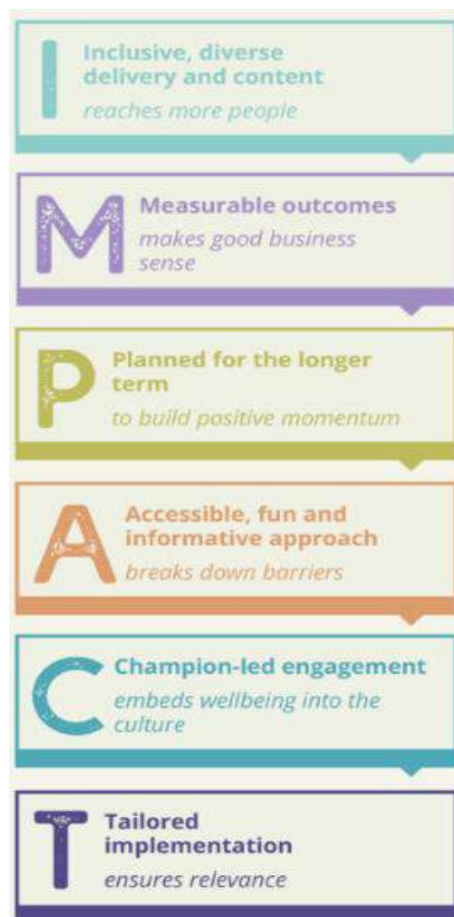 I
Inclusive, diverse
delivery and content
reaches more people
M
Measurable outcomes
makes good business
sense
P
Planned for the longer
term
to build positive momentum
A
Accessible, fun and
informative approach
breaks down barriers
C
Champion-led engagement
embeds wellbeing into the
culture
T
Tailored
implementation
ensures relevance